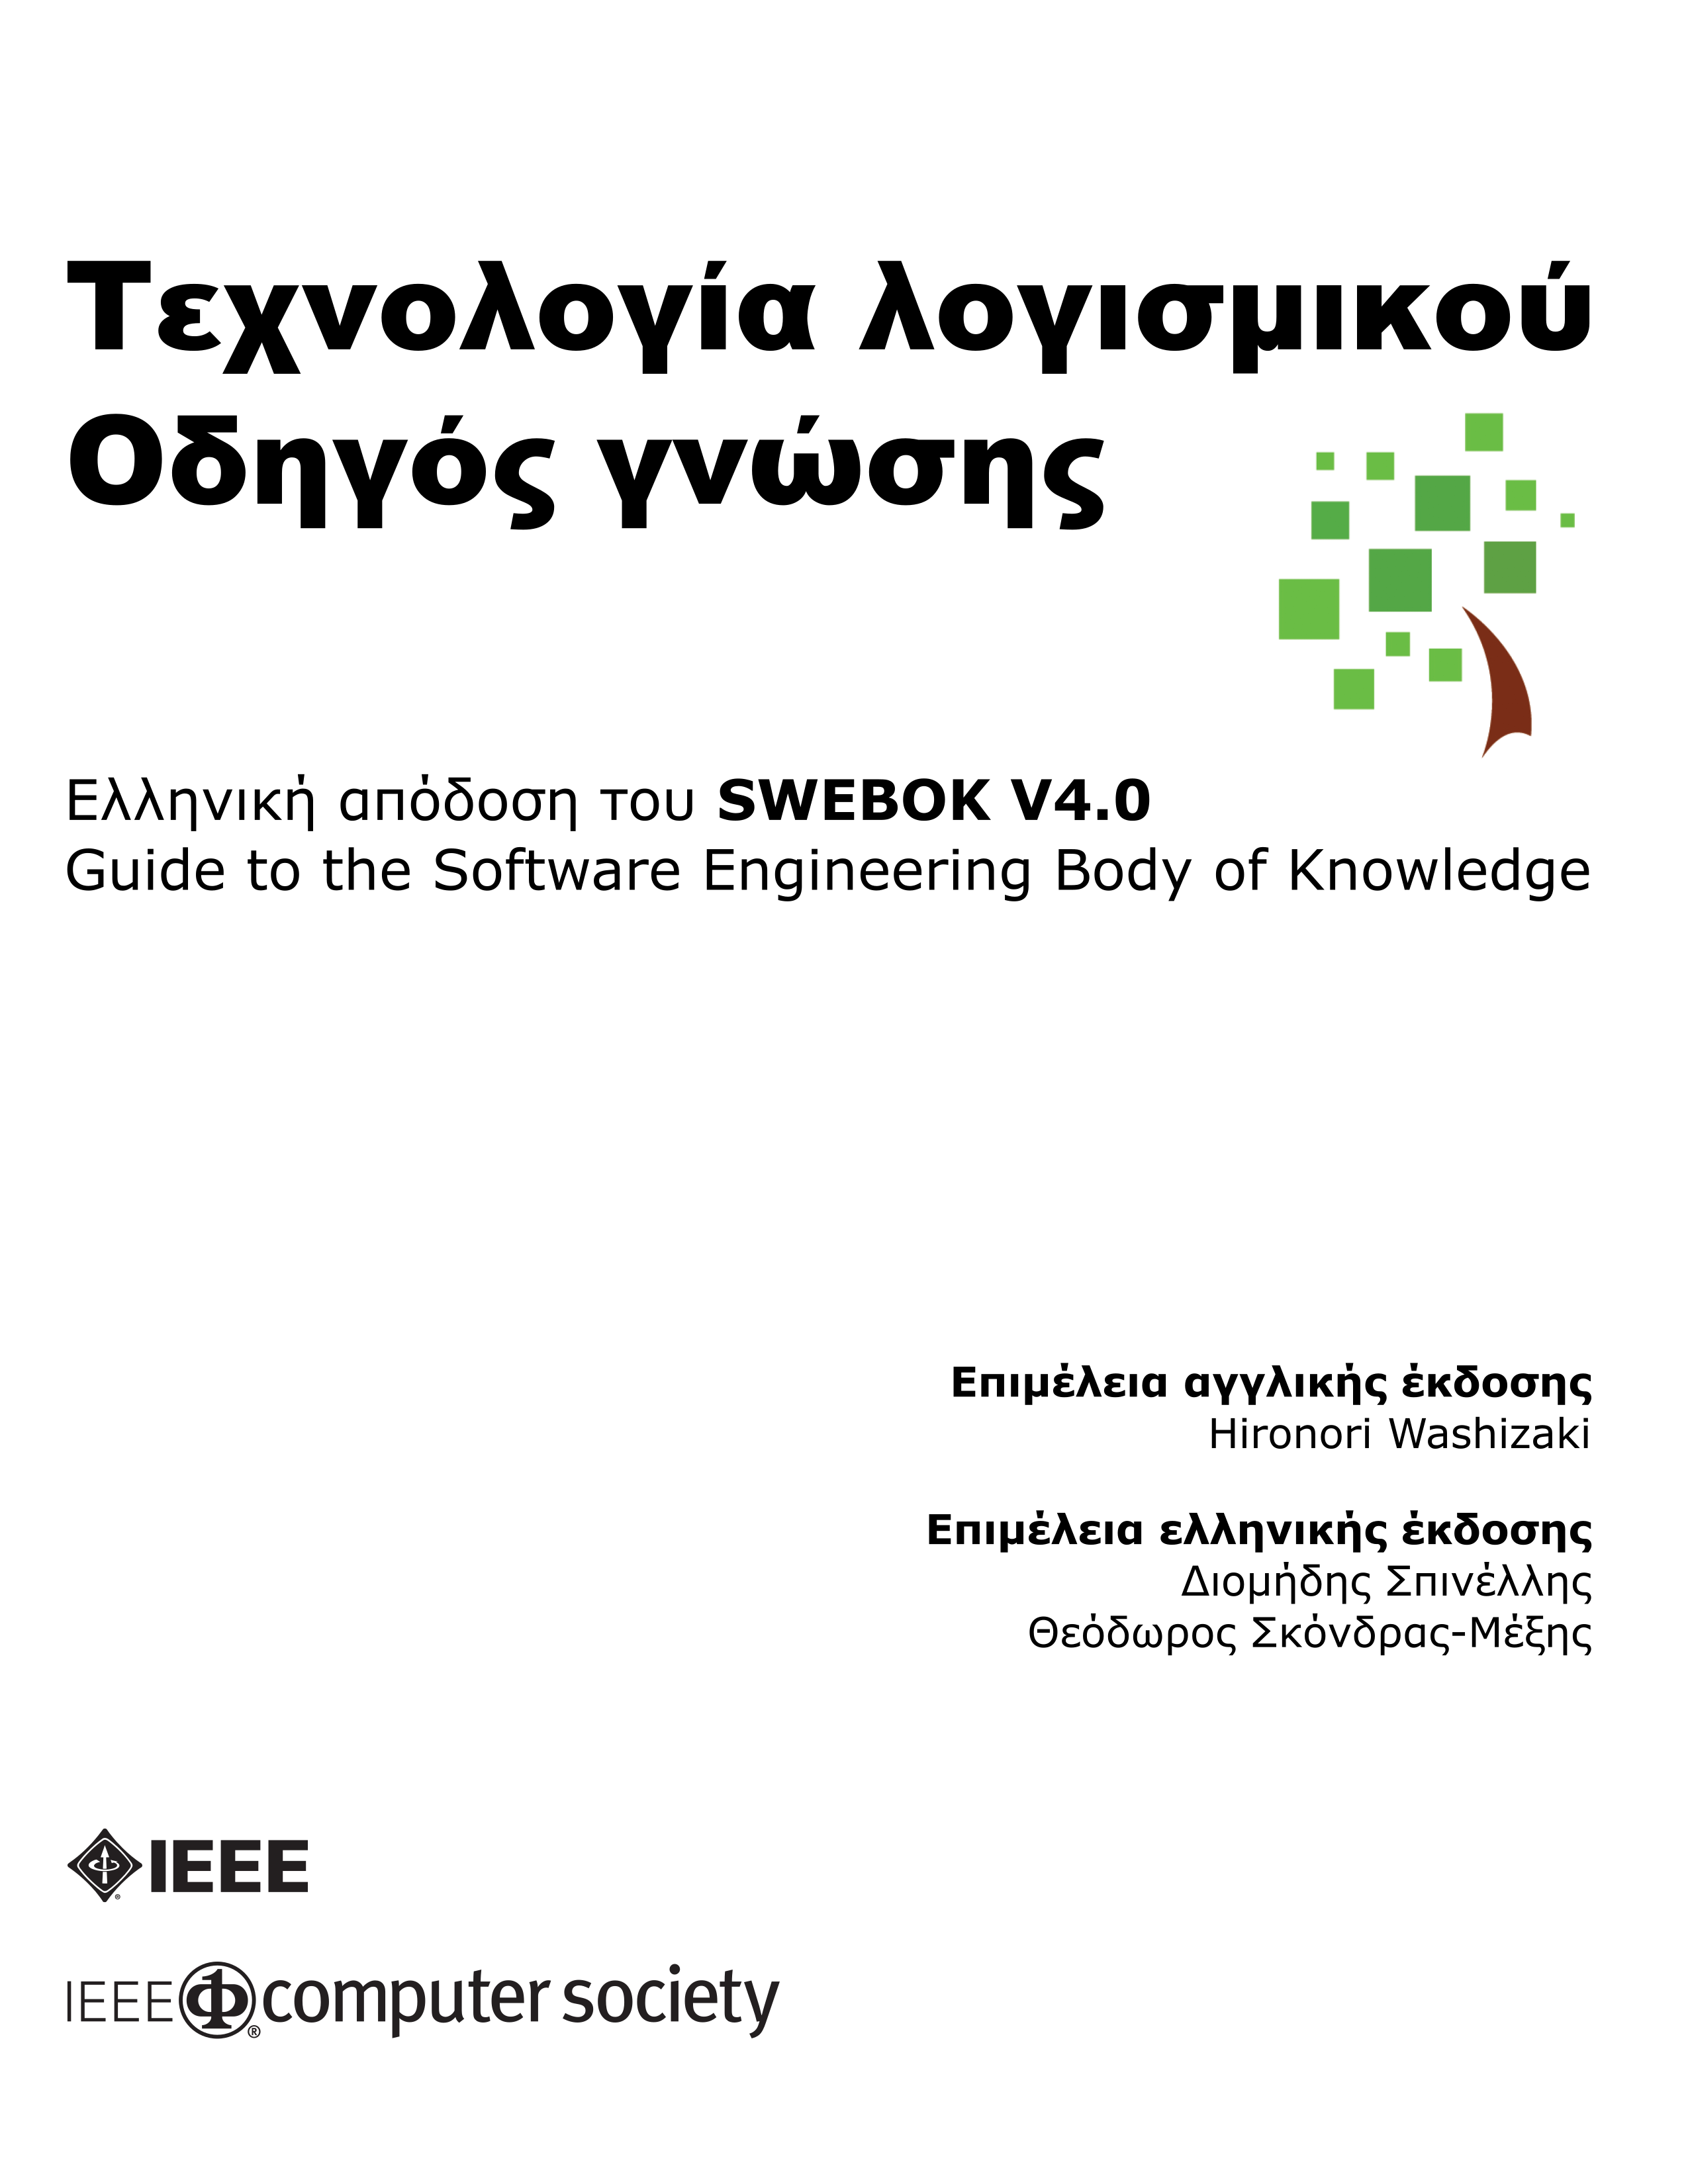 Τεχνολογία λογισμικού
Οδηγός γνώσης
Ελληνική απόδοση του SWEBOK V4.0
Guide to the Software Engineering Body of Knowledge
Επιμέλεια αγγλικής έκδοσης
Hironori Washizaki
Επιμέλεια ελληνικής έκδοσης
Διομήδης Σπινέλλης
Θεόδωρος Σκόνδρας-Μέξης
IEEE
IEEE computer society